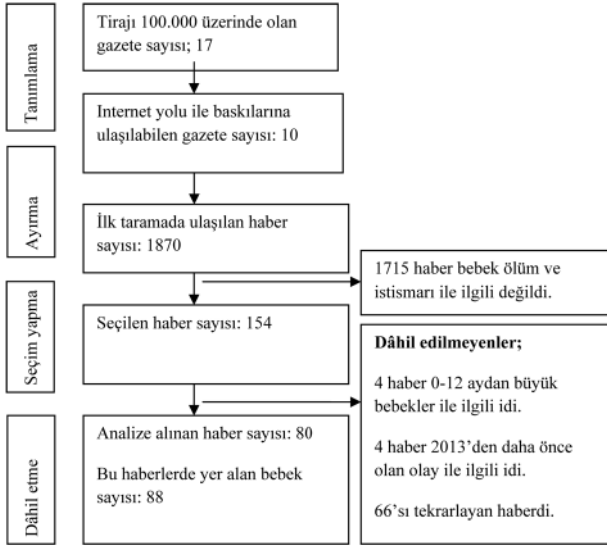 Tanımlama
Tirajı 100.000 üzerinde olan
gazete sayısı; 17
Internet yolu ile baskılarına
ulaşılabilen gazete sayısı: 10
Ayırma
İlk taramada ulaşılan haber
sayısı: 1870
1715 haber bebek ölüm ve
istismarı ile ilgili değildi.
Seçim yapma
Seçilen haber sayısı: 154
Dâhil edilmeyenler;
4 haber 0-12 aydan büyük
bebekler ile ilgili idi.
4 haber 2013’den daha önce
olan olay ile ilgili idi.
66’sı tekrarlayan haberdi.
Dâhil etme
Analize alınan haber sayısı: 80
Bu haberlerde yer alan bebek
sayısı: 88